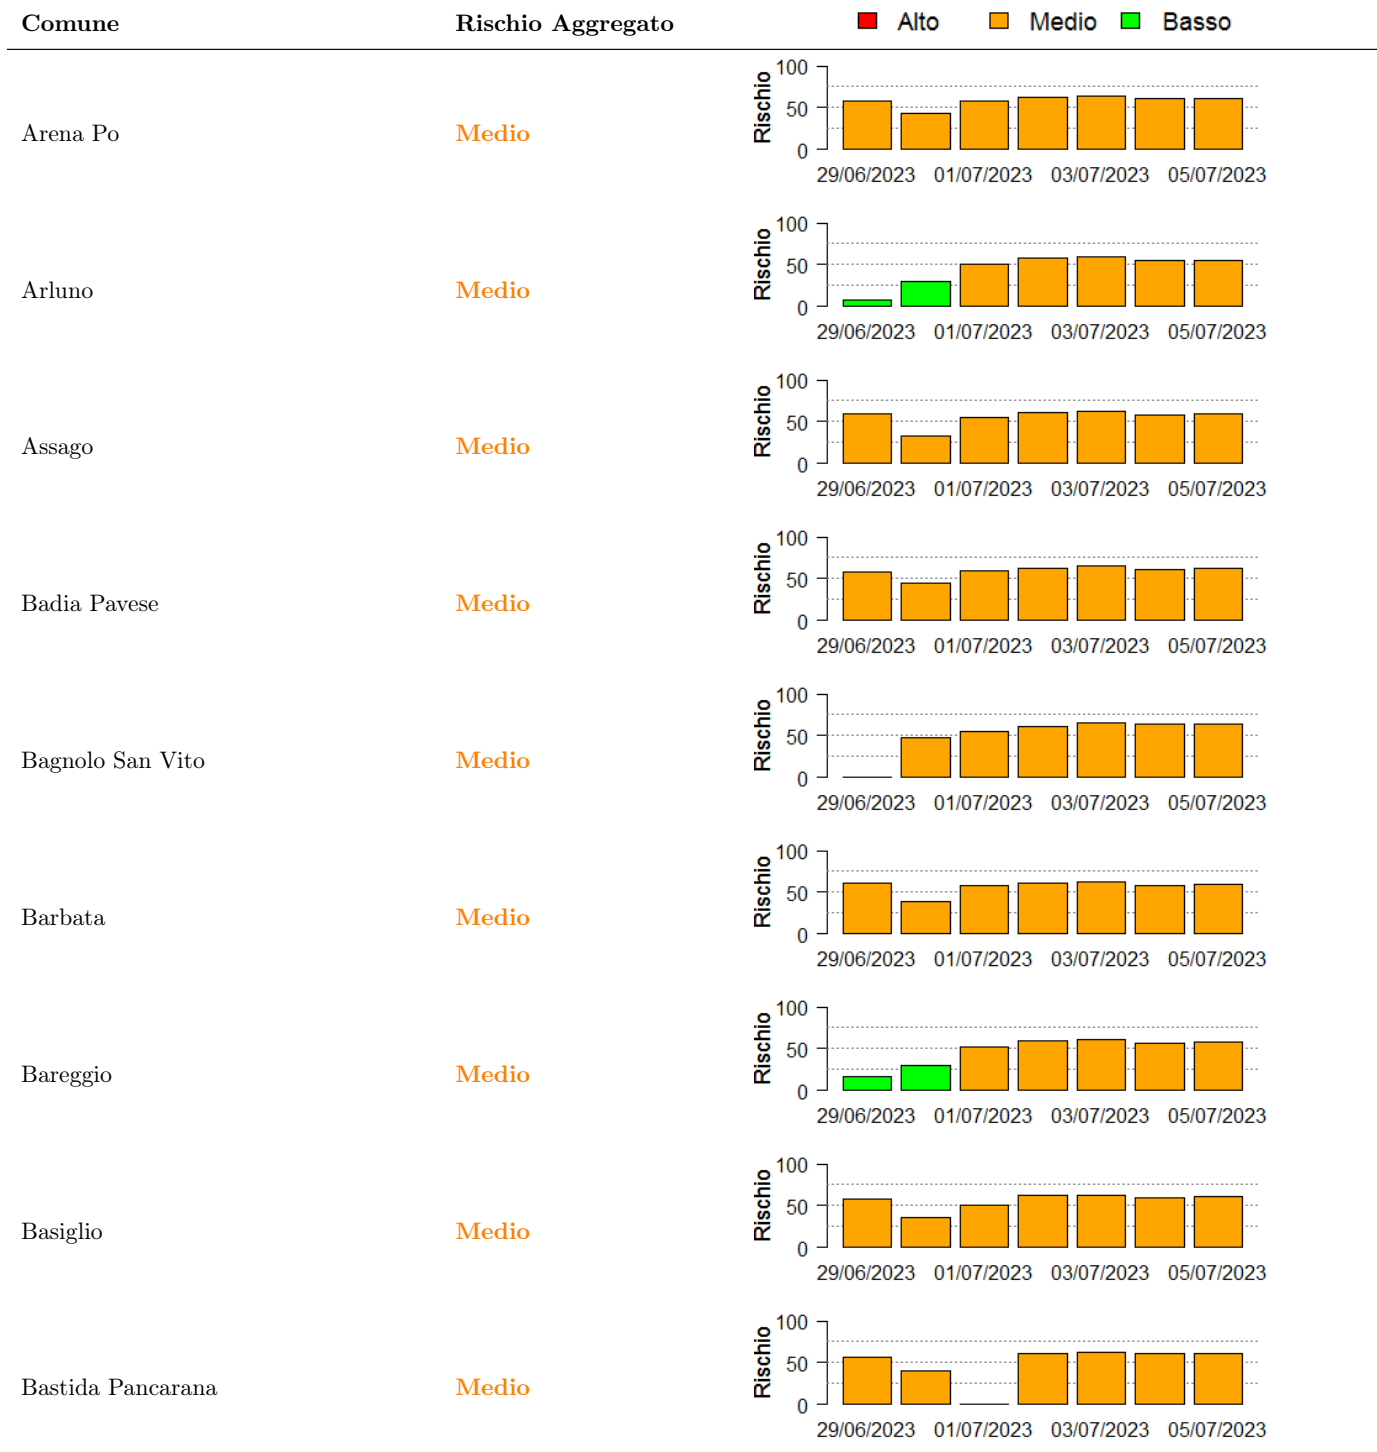 Comune Rischio Aggregato Alto Medio Basso
Arena Po Medio Rischio 100 50 0
29/06/2023 01/07/2023 03/07/2023 05/07/2023
Arluno Medio Rischio 100 50 0
29/06/2023 01/07/2023 03/07/2023 05/07/2023
Assago Medio Rischio 100 50 0
29/06/2023 01/07/2023 03/07/2023 05/07/2023
Badia Pavese Medio Rischio 100 50 0
29/06/2023 01/07/2023 03/07/2023 05/07/2023
Bagnolo San Vito Medio Rischio 100 50 0
29/06/2023 01/07/2023 03/07/2023 05/07/2023
Barbata Medio Rischio 100 50 0
29/06/2023 01/07/2023 03/07/2023 05/07/2023
Bareggio Medio Rischio 100 50 0
29/06/2023 01/07/2023 03/07/2023 05/07/2023
Basiglio Medio Rischio 100 50 0
29/06/2023 01/07/2023 03/07/2023 05/07/2023
Bastida Pancarana Medio Rischio 100 50 0
29/06/2023 01/07/2023 03/07/2023 05/07/2023